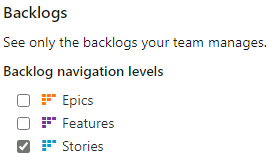 Backlogs
See only the backlogs your team manages.
Backlog navigation levels
Epics
Features
Stories